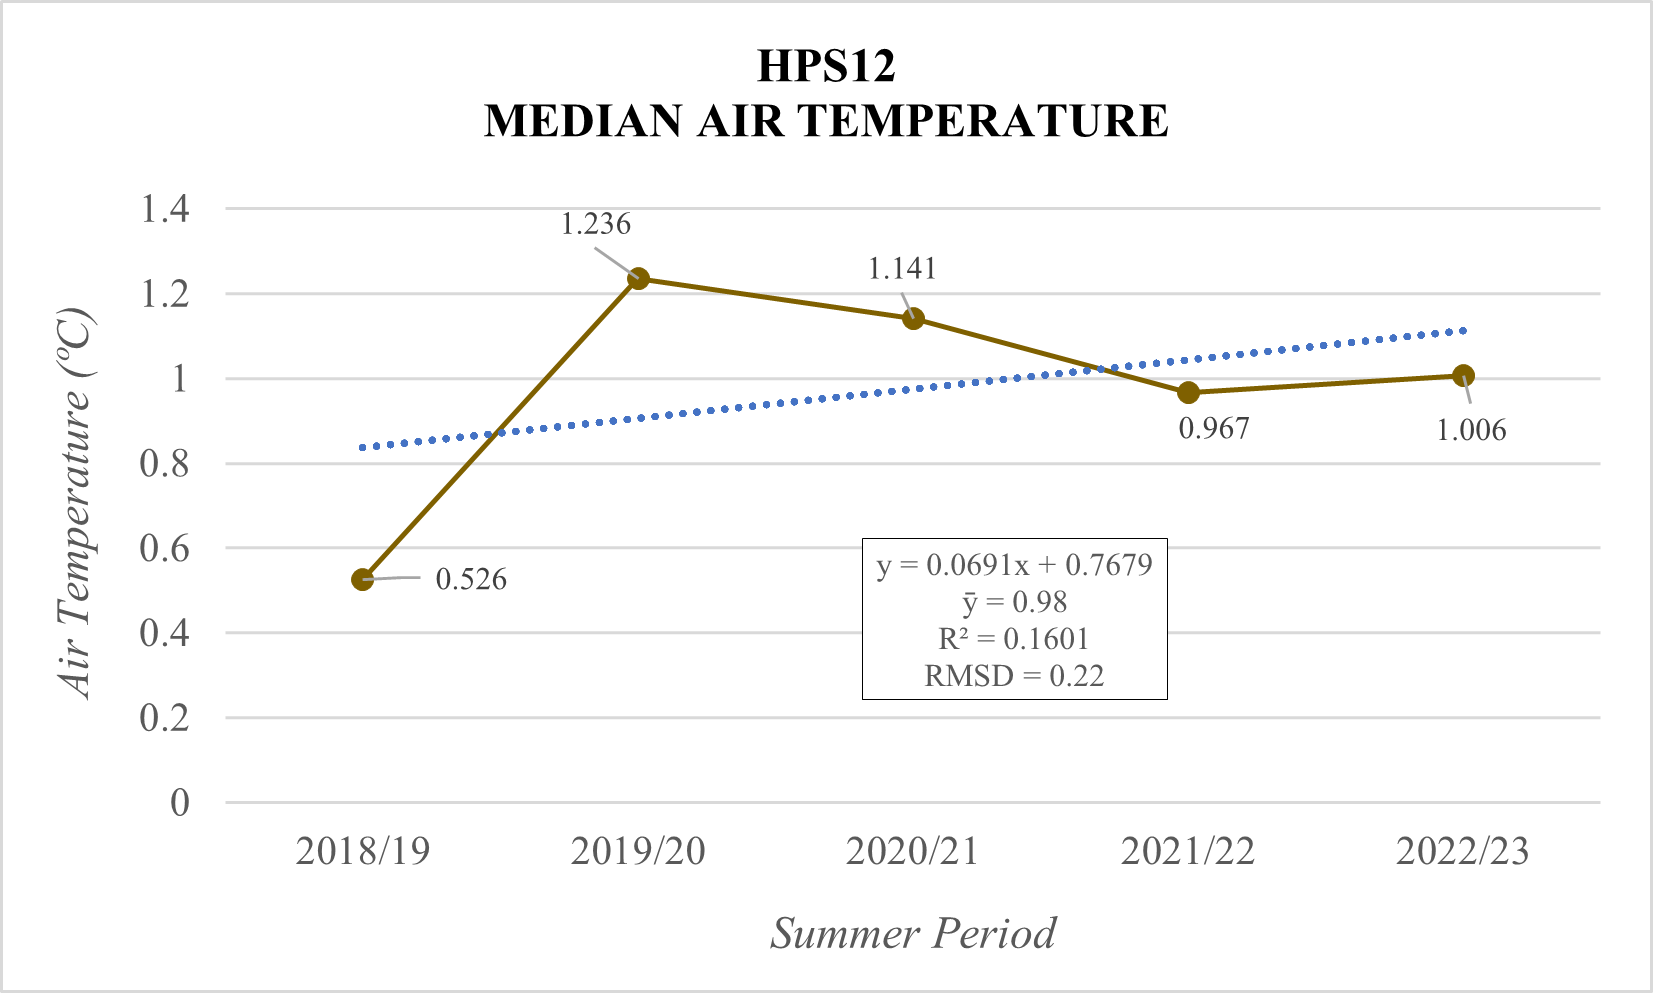 HPS12
MEDIAN AIR TEMPERATURE
1.4
1.2
1
0.8
0.6
0.4
0.2
0
Air Temperature (ºC)
1.236
1.141
0.967
1.006
0.526
y = 0.0691x + 0.7679
ȳ = 0.98
R² = 0.1601
RMSD = 0.22
2018/19
2019/20
2020/21
2021/22
2022/23
Summer Period